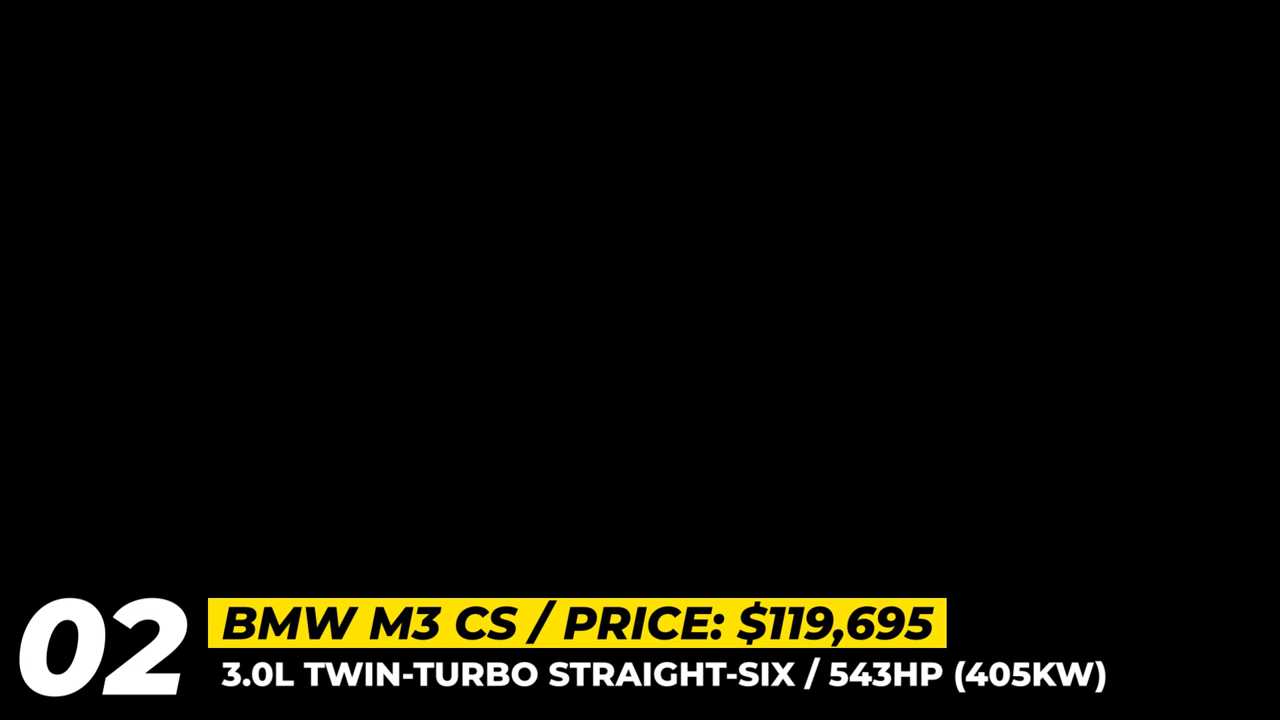 02
BMW M3 CS / PRICE: $119,695
3.0L TWIN-TURBO STRAIGHT-SIX / 543HP (405KW)